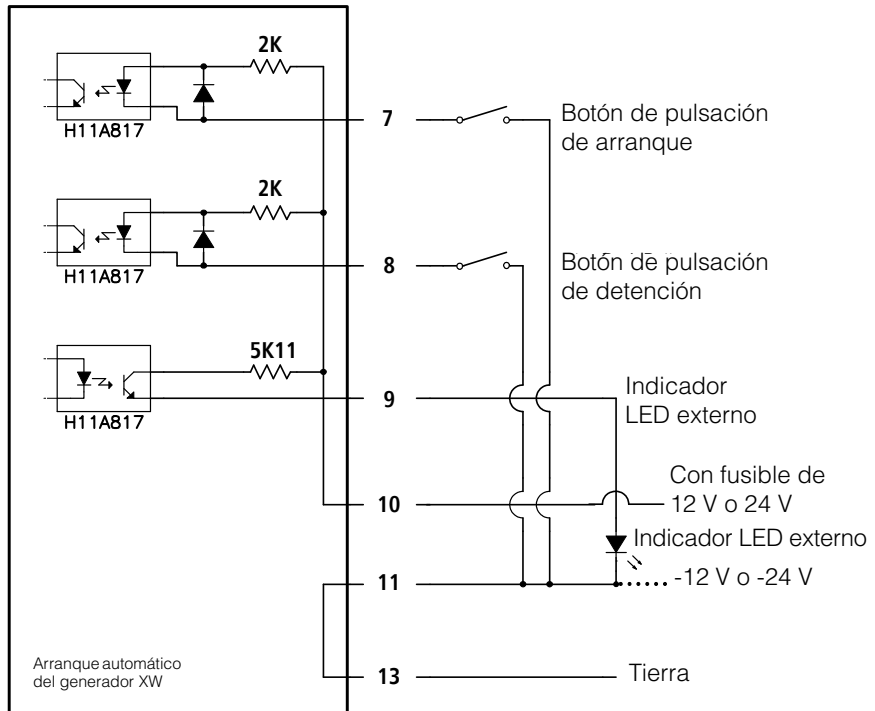 2K
H11A817
7
Botón de pulsación
de arranque
2K
H11A817
8
Botón de pulsación
de detención
5K11
H11A817
9
Indicador
LED externo
10
Con fusible de
12 V o 24 V
Indicador LED externo
11
-12 V o -24 V
13
Tierra
Arranque automático
del generador XW